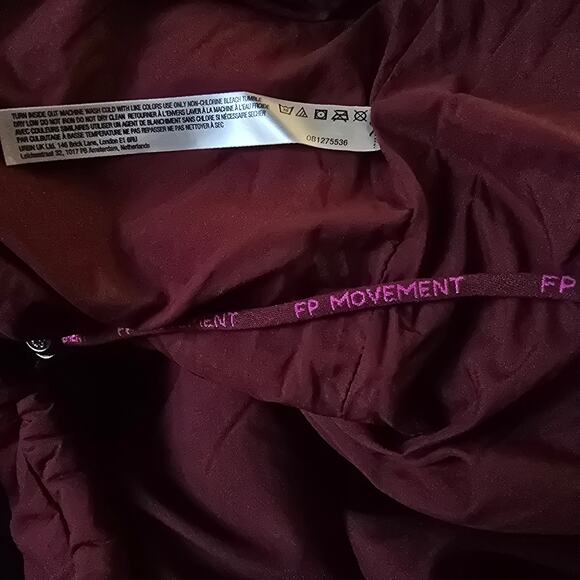 TURN INSIDE OUT MACHINE WASH COLD WITH LIKE COLORS USE ONLY NON-CHLORINE BLEACH TUMBLE
DRY LOW DO NOT IRON DO NOT DRY CLEAN RETOURNER À L'ENVERS LAVER À LA MACHINE À L'EAU FROIDE
AVEC COULEURS SIMILAIRES UTILISER UN AGENT DE BLANCHIMENT SANS CHLORE SI NÉCESSAIRE SÉCHER
PAR CULBUTAGE À BASSE TEMPÉRATURE NE PAS REPASSER NE PAS NETTOYER À SEC
URBN UK Ltd. 146 Brick Lane, London E1 6RU
Leidsestraat 32, 1017 PB Amsterdam, Netherlands
OB1275536
FP MOVEMENT FP MOVEMENT FP